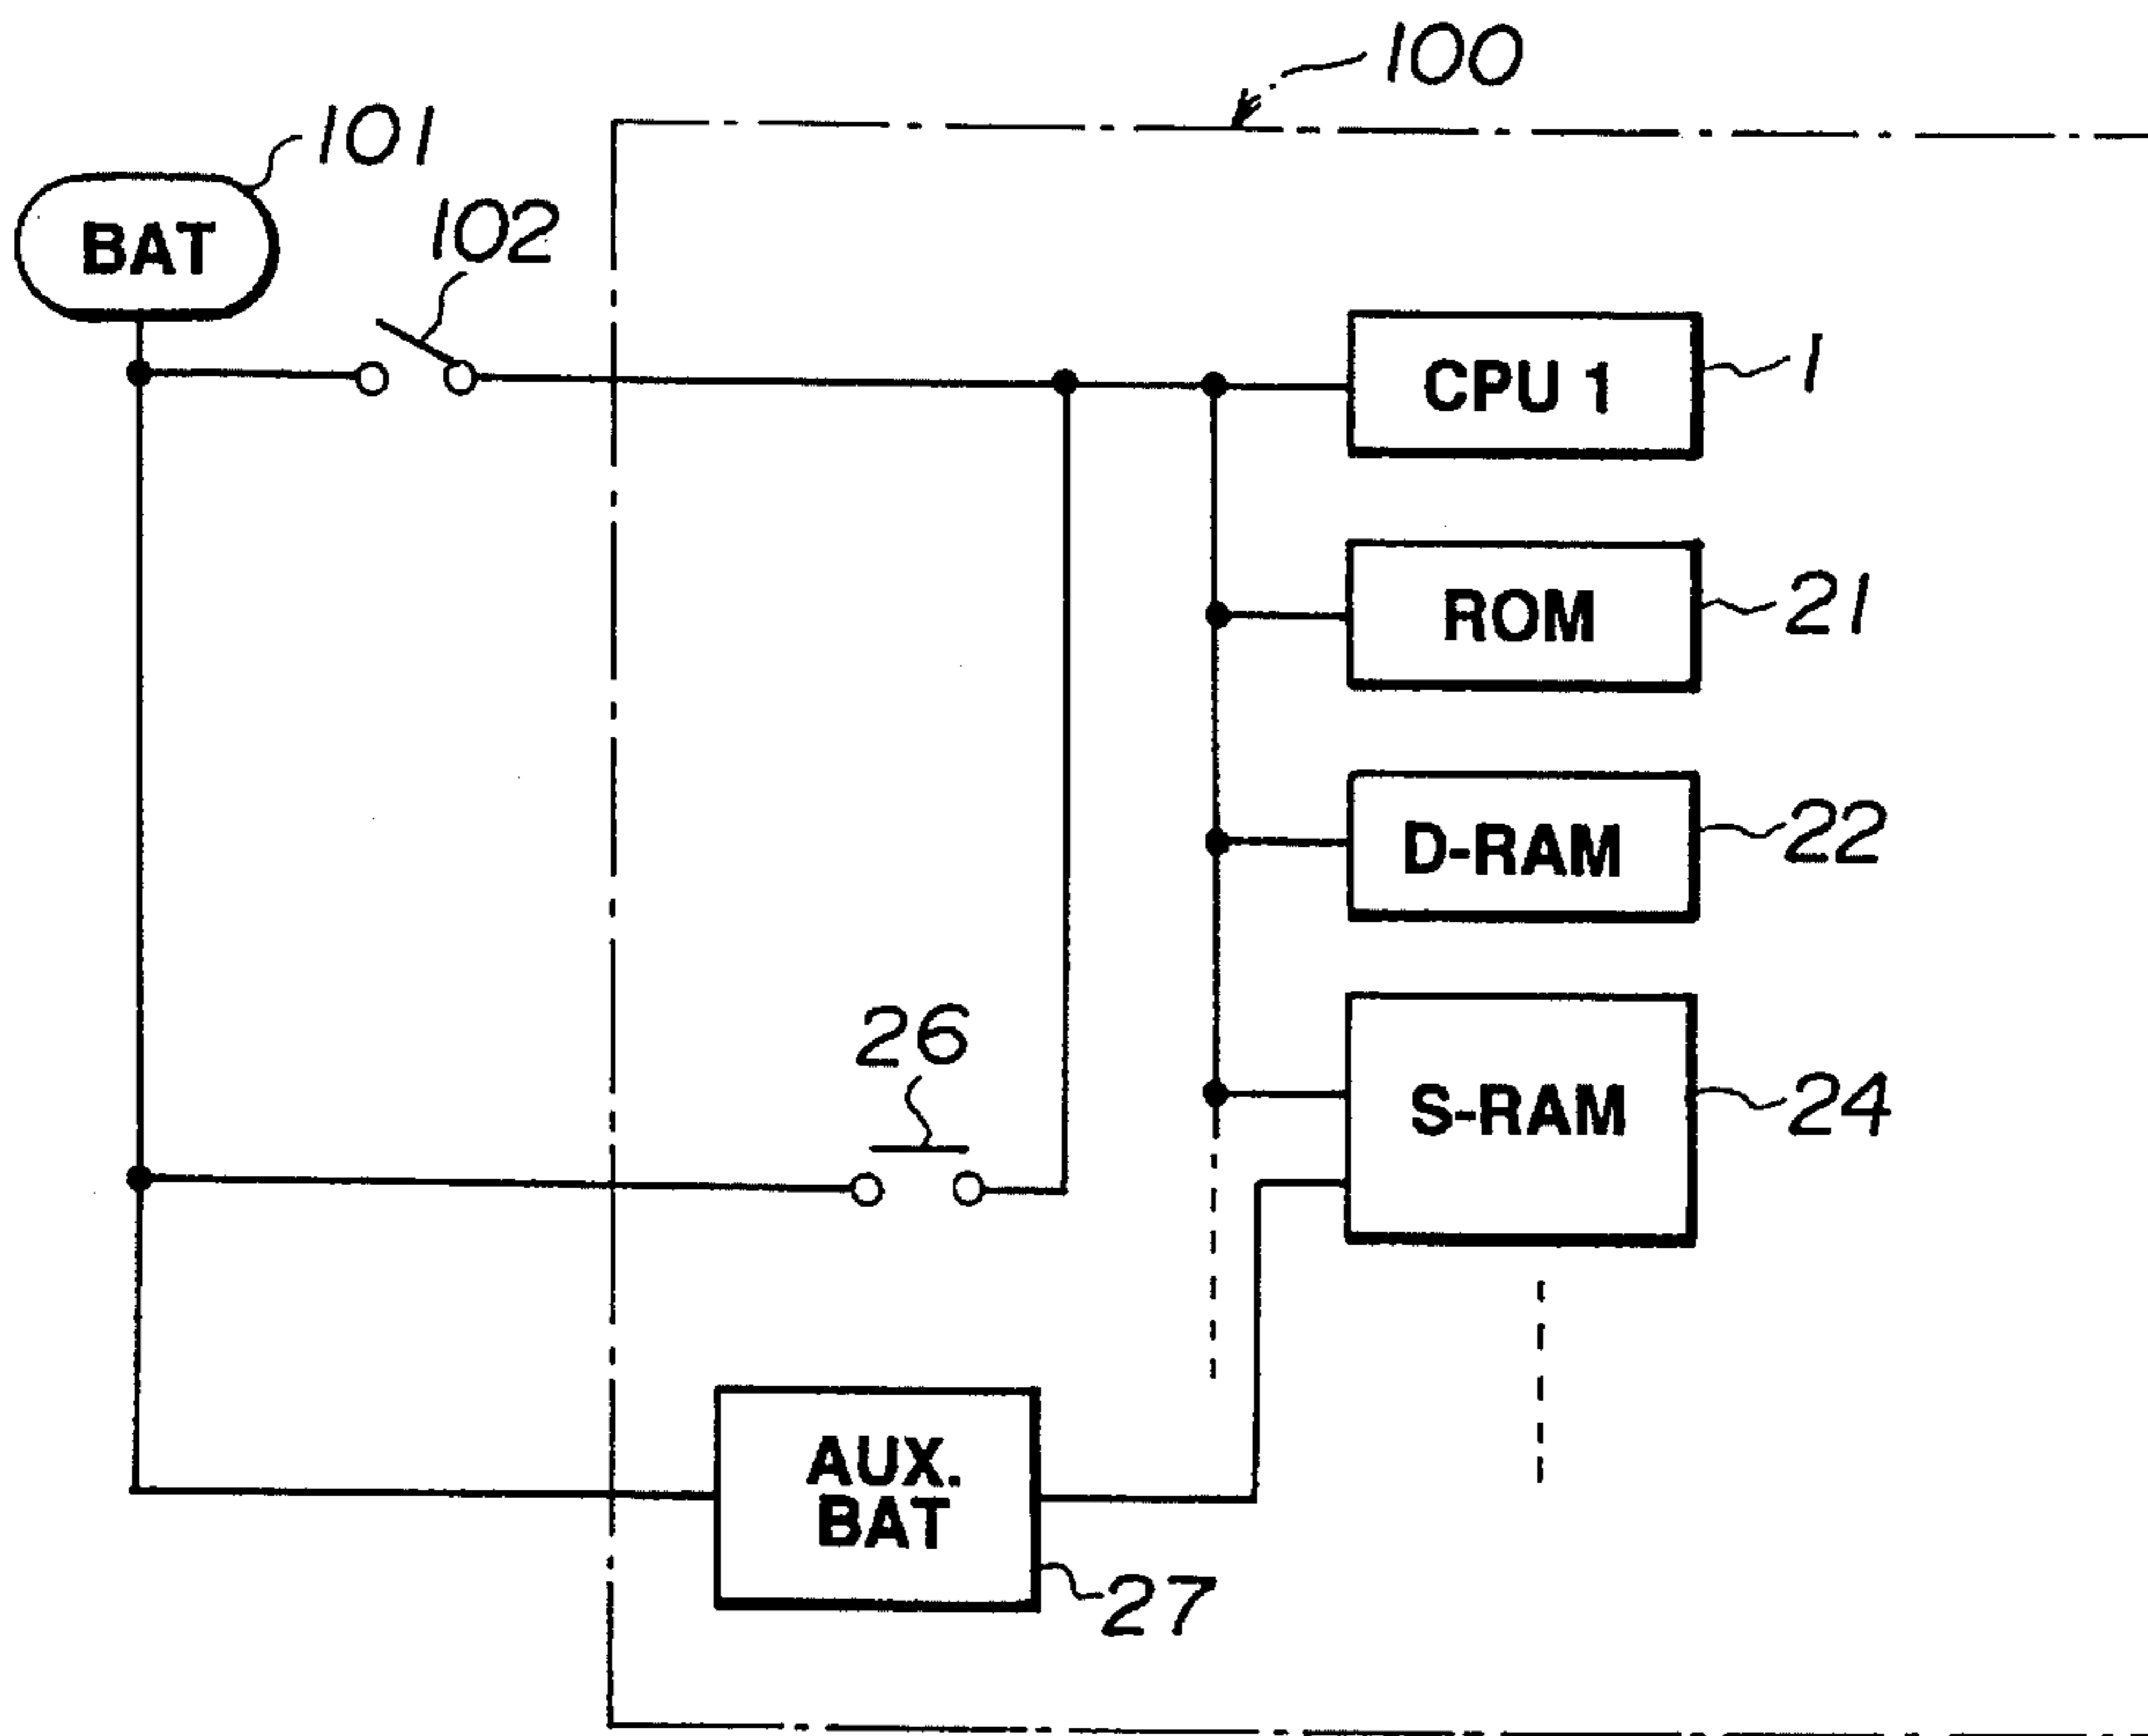 100
101
BAT
102
CPU 1
1
ROM
21
D-RAM
22
26
S-RAM
24
AUX.
BAT
27